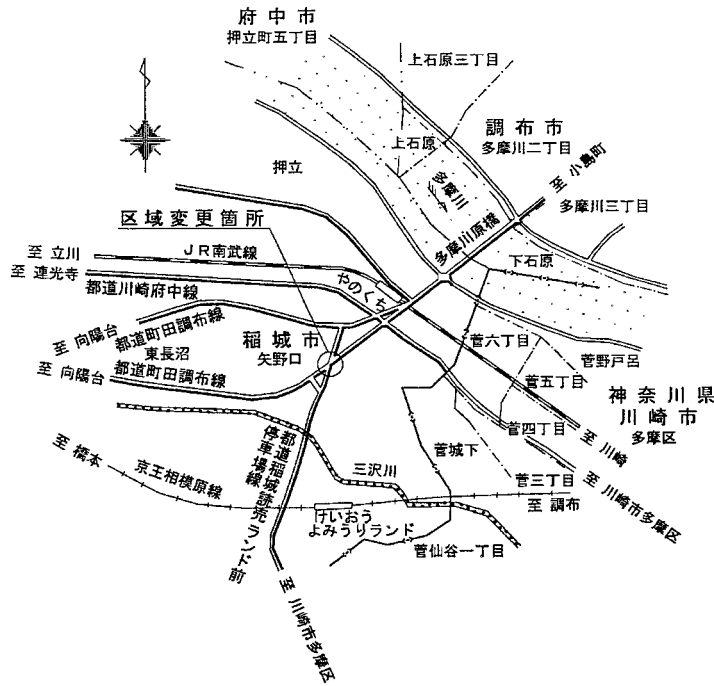 府中市
押立町五丁目
上石原三丁目
調布市
多摩川二丁目
上石原
押立
多摩川
至 小島町
多摩川三丁目
区域変更箇所
多摩川原橋
下石原
至 立川
JR南武線
至 連光寺
都道川崎府中線
やのくち
稲城市
矢野口
菅六丁目
菅野戸呂
至 向陽台
都道町田調布線
東長沼
至 向陽台
都道町田調布線
菅五丁目
神奈川県
川崎市
多摩区
菅四丁目
至 川崎
至 橋本
京王相模原線
都道稲城読売ランド前
停車場線
三沢川
菅城下
菅三丁目
至 調布
至 川崎市多摩区
けいおう
よみうりランド
菅仙谷一丁目
至 川崎市多摩区